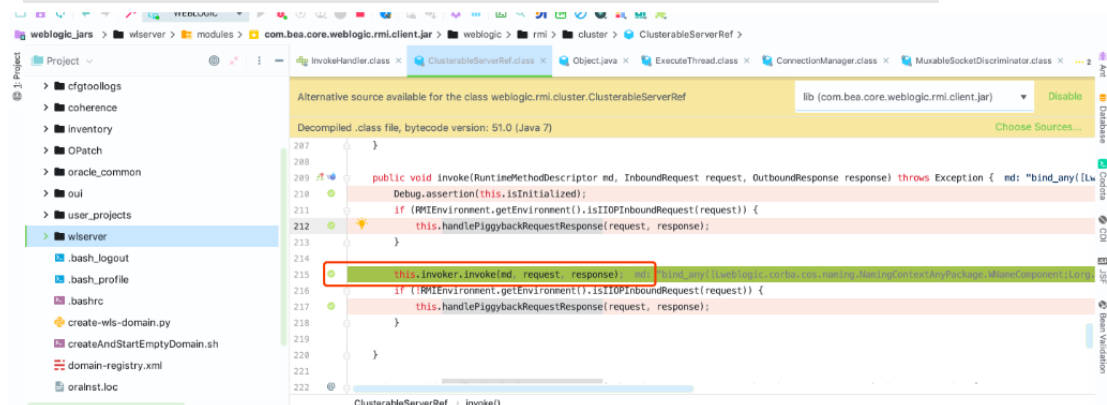 WEBLOGIC
weblogic_jars > wlserver > modules > com.bea.core.weblogic.rmi.client.jar > weblogic > rmi > cluster > ClusterableServerRef >
1: Project
Project
cfgtoollogs
coherence
inventory
OPatch
oracle_common
oui
user_projects
wlserver
.bash_logout
.bash_profile
.bashrc
create-wls-domain.py
createAndStartEmptyDomain.sh
domain-registry.xml
oraInst.loc
InvokeHandler.class × ClusterableServerRef.class × Object.java × ExecuteThread.class × ConnectionManager.class × MuxableSocketDiscriminator.class × 2
Alternative source available for the class weblogic.rmi.cluster.ClusterableServerRef lib (com.bea.core.weblogic.rmi.client.jar) Disable
Decompiled .class file, bytecode version: 51.0 (Java 7) Choose Sources...
207 }
208
209 public void invoke(RuntimeMethodDescriptor md, InboundRequest request, OutboundResponse response) throws Exception { md: "bind_any([Lw
210 Debug.assertion(this.isInitialized);
211 if (RMIEnvironment.getEnvironment().isIIOPInboundRequest(request)) {
212 this.handlePiggybackRequestResponse(request, response);
213 }
214
215 this.invoker.invoke(md, request, response); md: "bind_any([Lweblogic.corba.cos.naming.NamingContextAnyPackage.WNameComponent;Lorg.
216 if (!RMIEnvironment.getEnvironment().isIIOPInboundRequest(request)) {
217 this.handlePiggybackRequestResponse(request, response);
218 }
219
220 }
221
222 @
ClusterableServerRef > invoke()
Ant
Database
Codota
CDI
JSF
Bean Validation